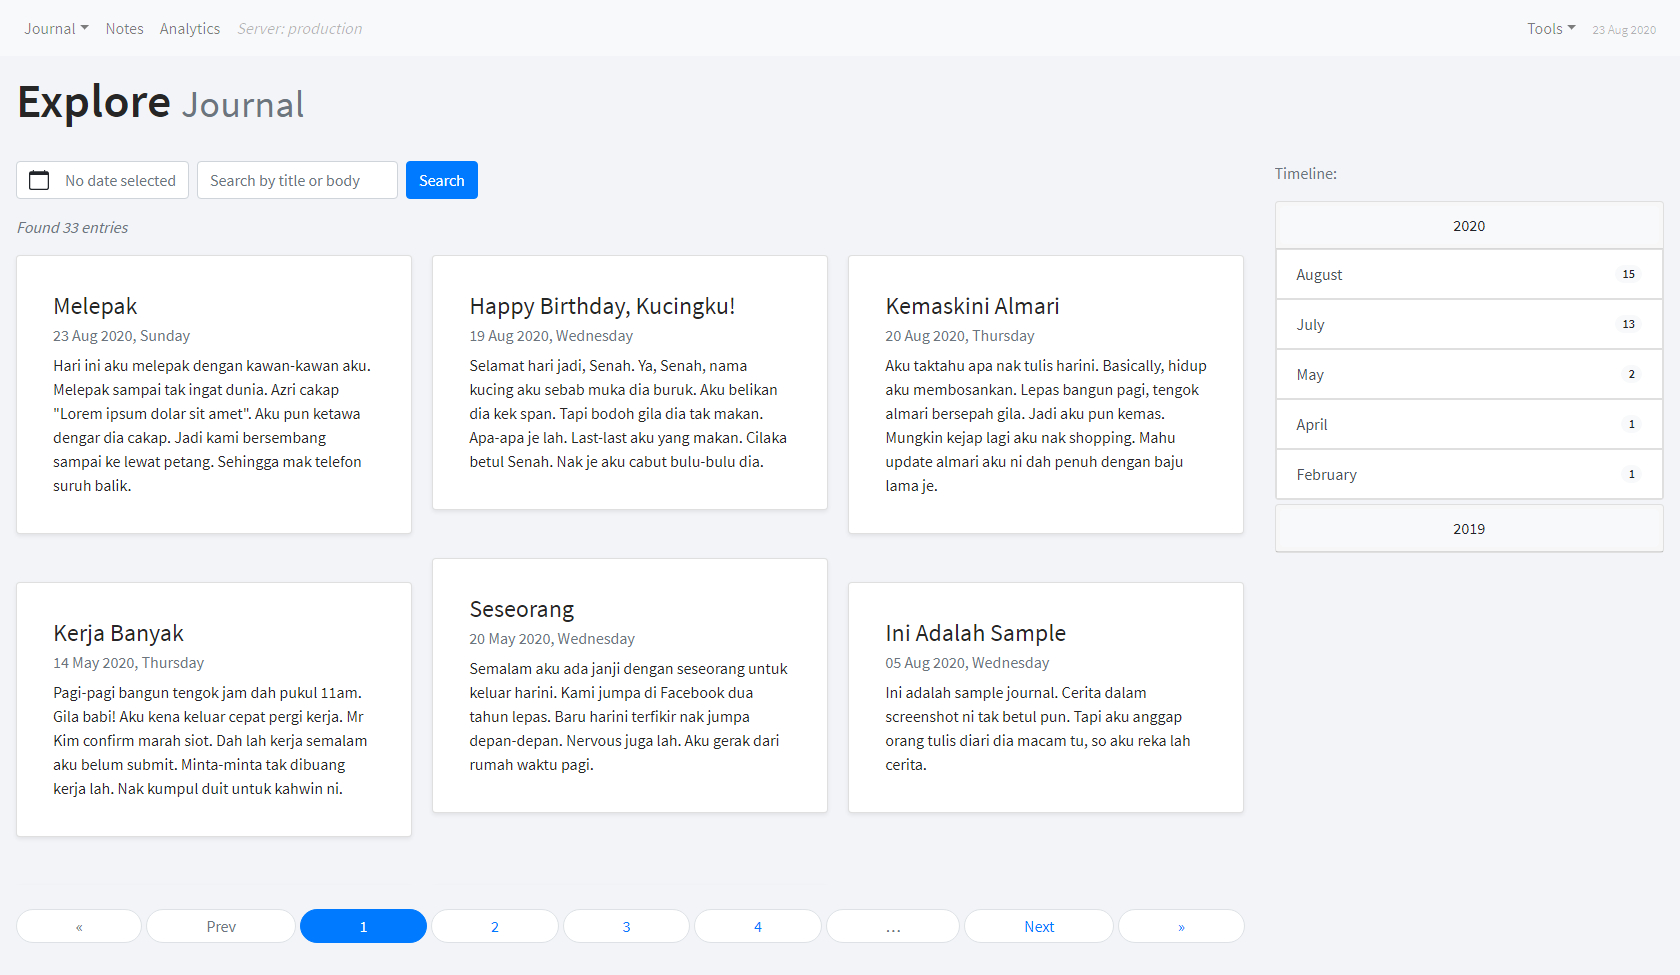 Journal Notes Analytics Server: production Tools 23 Aug 2020
Explore Journal
No date selected Search by title or body Search
Found 33 entries
Melepak
23 Aug 2020, Sunday
Hari ini aku melepak dengan kawan-kawan aku.
Melepak sampai tak ingat dunia. Azri cakap
"Lorem ipsum dolar sit amet". Aku pun ketawa
dengar dia cakap. Jadi kami bersembang
sampai ke lewat petang. Sehingga mak telefon
suruh balik.
Happy Birthday, Kucingku!
19 Aug 2020, Wednesday
Selamat hari jadi, Senah. Ya, Senah, nama
kucing aku sebab muka dia buruk. Aku belikan
dia kek span. Tapi bodoh gila dia tak makan.
Apa-apa je lah. Last-last aku yang makan. Cilaka
betul Senah. Nak je aku cabut bulu-bulu dia.
Kemaskini Almari
20 Aug 2020, Thursday
Aku taktahu apa nak tulis harini. Basically, hidup
aku membosankan. Lepas bangun pagi, tengok
almari bersepah gila. Jadi aku pun kemas.
Mungkin kejap lagi aku nak shopping. Mahu
update almari aku ni dah penuh dengan baju
lama je.
Kerja Banyak
14 May 2020, Thursday
Pagi-pagi bangun tengok jam dah pukul 11am.
Gila babi! Aku kena keluar cepat pergi kerja. Mr
Kim confirm marah siot. Dah lah kerja semalam
aku belum submit. Minta-minta tak dibuang
kerja lah. Nak kumpul duit untuk kahwin ni.
Seseorang
20 May 2020, Wednesday
Semalam aku ada janji dengan seseorang untuk
keluar harini. Kami jumpa di Facebook dua
tahun lepas. Baru harini terfikir nak jumpa
depan-depan. Nervous juga lah. Aku gerak dari
rumah waktu pagi.
Ini Adalah Sample
05 Aug 2020, Wednesday
Ini adalah sample journal. Cerita dalam
screenshot ni tak betul pun. Tapi aku anggap
orang tulis diari dia macam tu, so aku reka lah
cerita.
« Prev 1 2 3 4 ... Next »
Timeline:
2020
August 15
July 13
May 2
April 1
February 1
2019